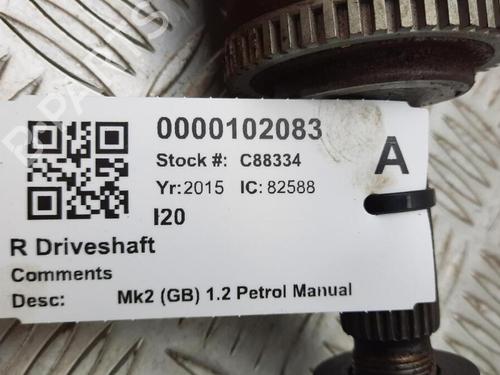 0000102083
Stock #: C88334
Yr:2015 IC: 82588
I20
A
R Driveshaft
Comments
Desc: Mk2 (GB) 1.2 Petrol Manual